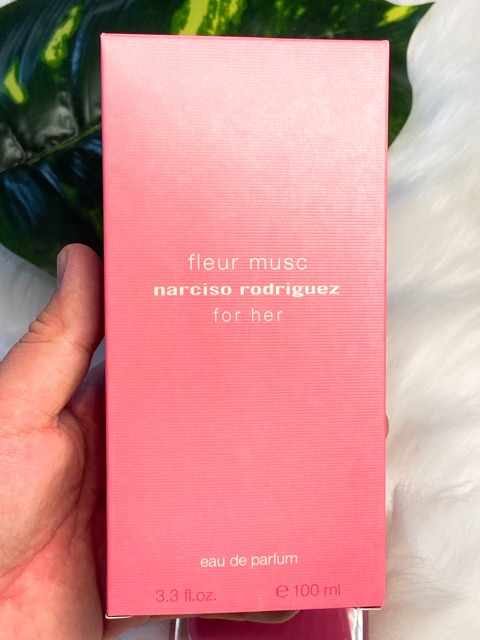 fleur musc
narciso rodriguez
for her
eau de parfum
3.3 fl.oz. ℮ 100 ml